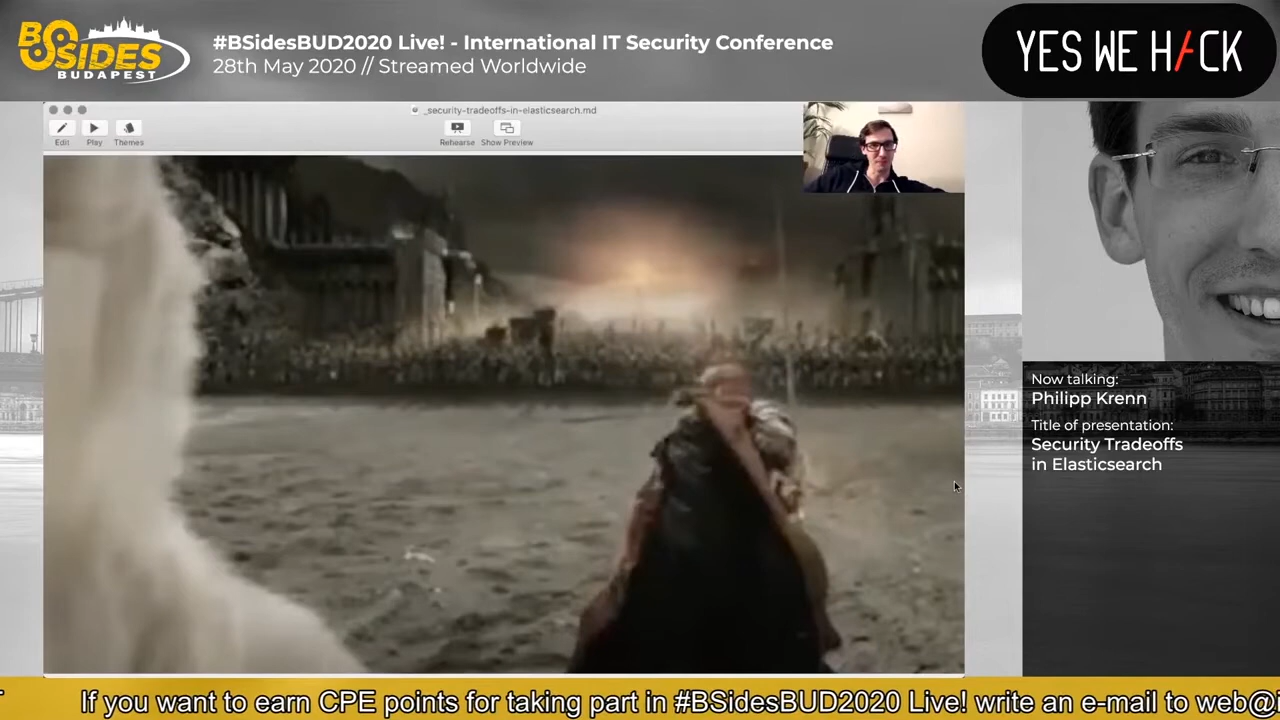 BSIDES
BUDAPEST
#BSidesBUD2020 Live! - International IT Security Conference
28th May 2020 // Streamed Worldwide
YES WE H/CK
_security-tradeoffs-in-elasticsearch.md
Edit
Play
Themes
Rehearse
Show Preview
Now talking:
Philipp Krenn
Title of presentation:
Security Tradeoffs
in Elasticsearch
If you want to earn CPE points for taking part in #BSidesBUD2020 Live! write an e-mail to web@